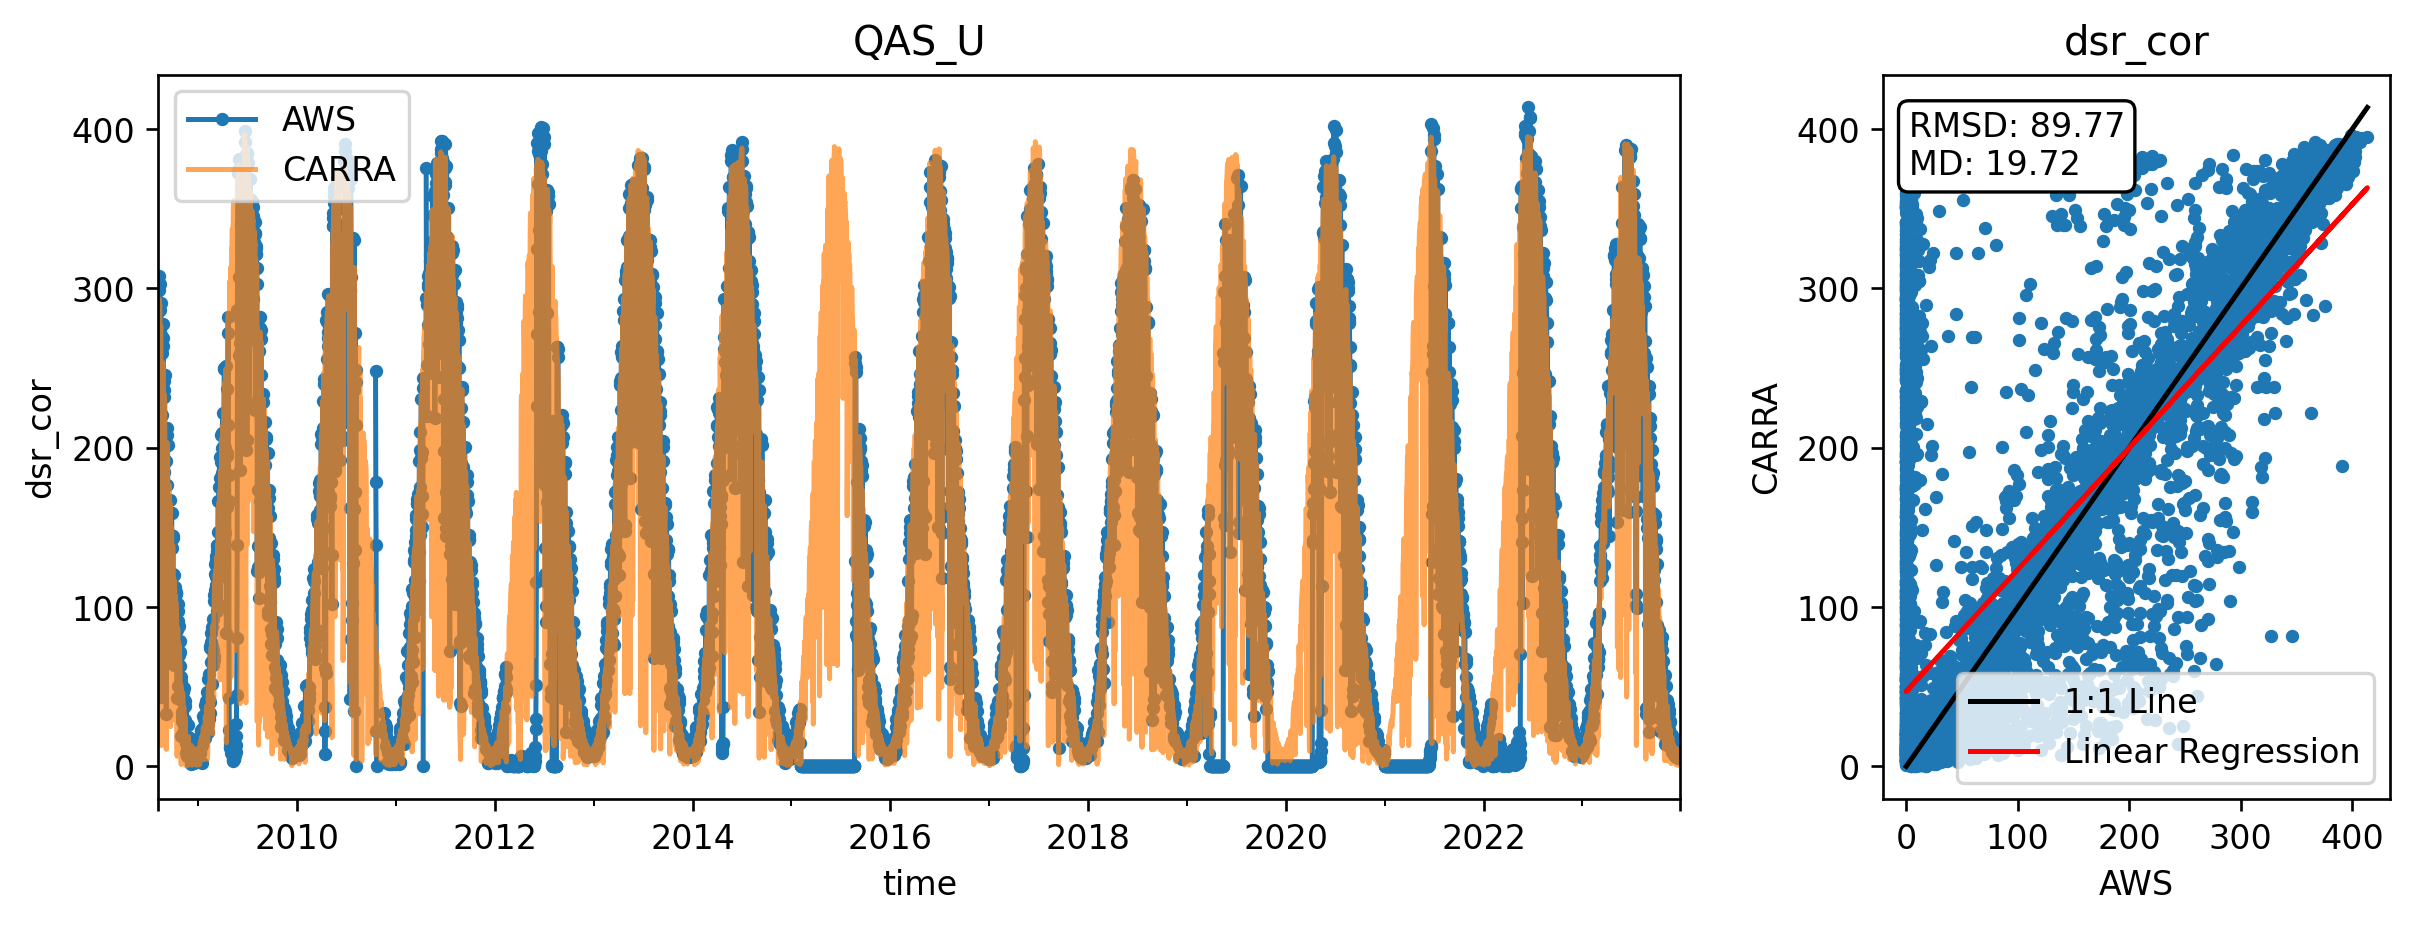 QAS_U
AWS
CARRA
400
300
200
100
0
dsr_cor
2010 2012 2014 2016 2018 2020 2022
time
dsr_cor
RMSD: 89.77
MD: 19.72
400
300
200
100
0
CARRA
1:1 Line
Linear Regression
0 100 200 300 400
AWS